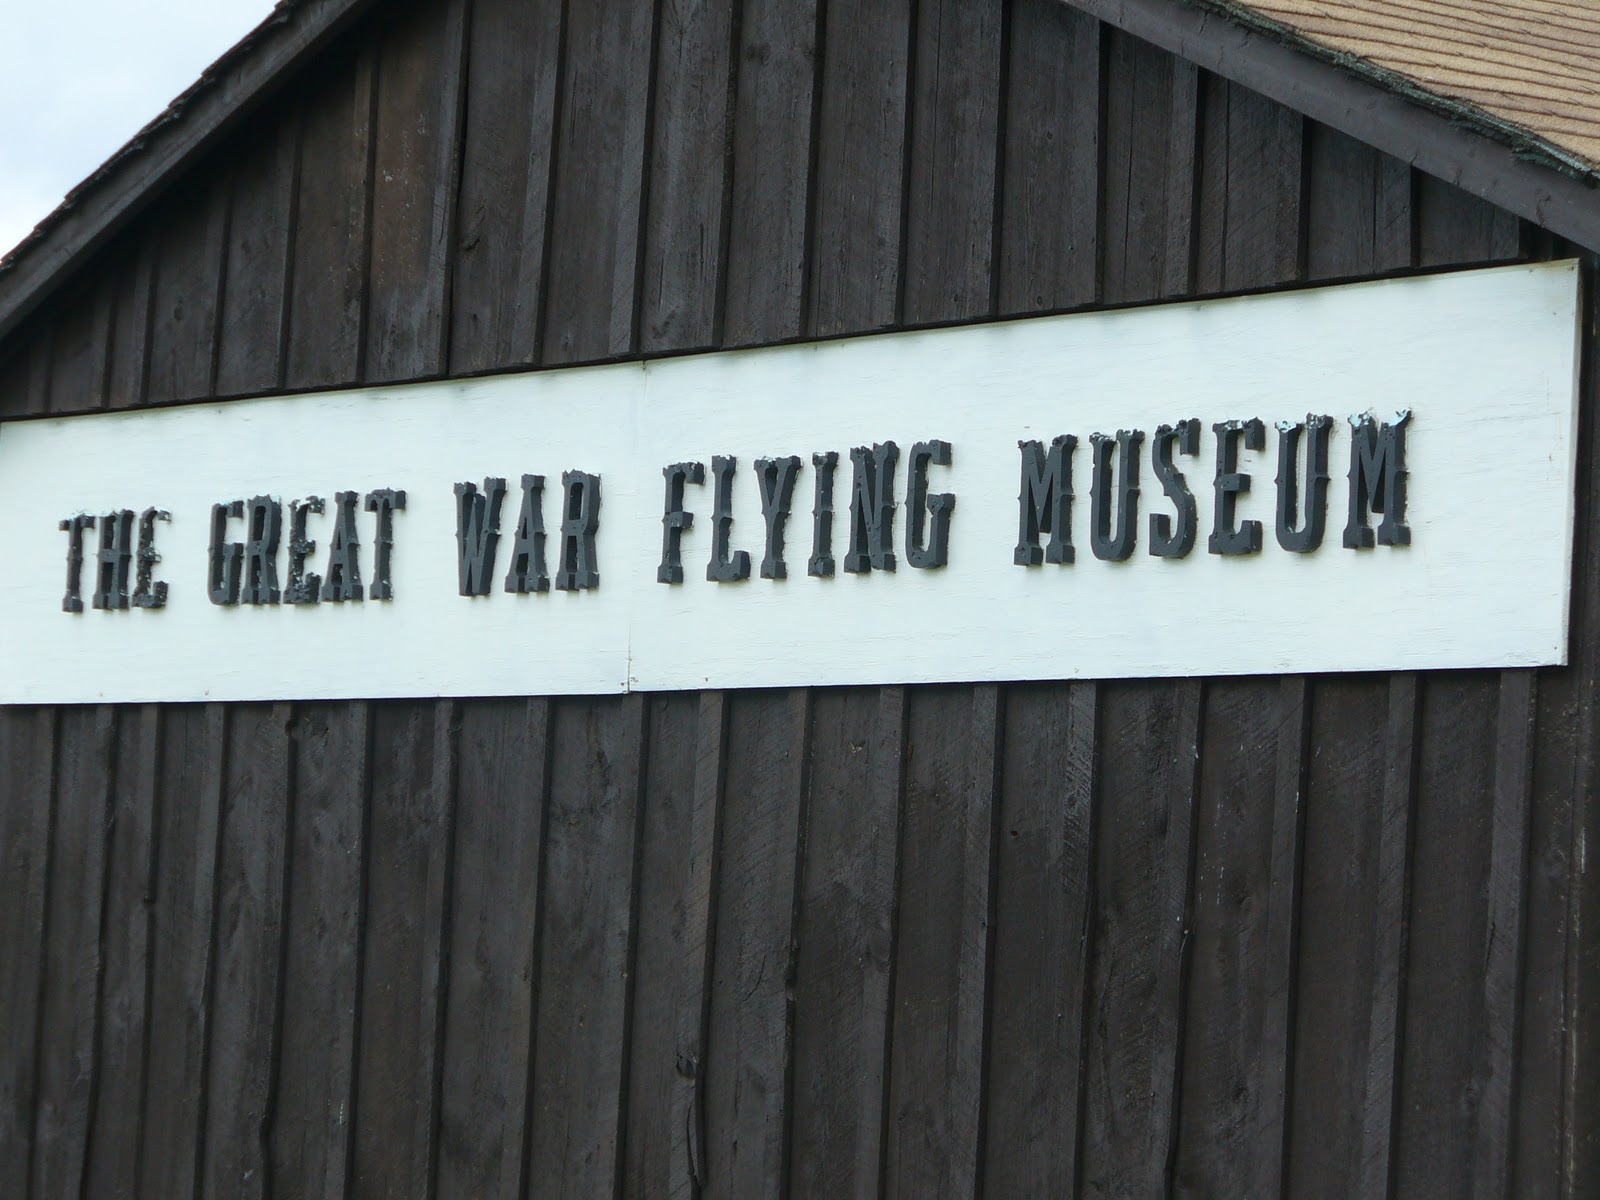 THE GREAT WAR FLYING MUSEUM